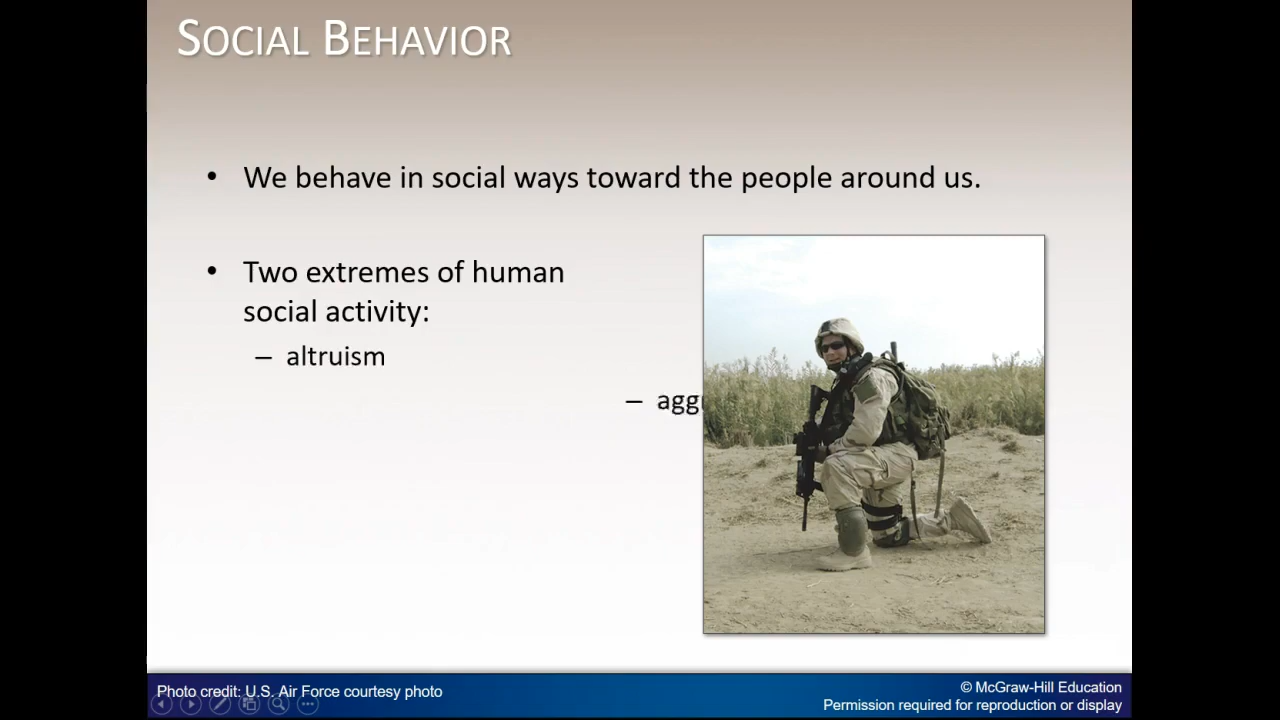 SOCIAL BEHAVIOR
• We behave in social ways toward the people around us.
• Two extremes of human
social activity:
– altruism
–
Photo credit: U.S. Air Force courtesy photo
© McGraw-Hill Education
Permission required for reproduction or display